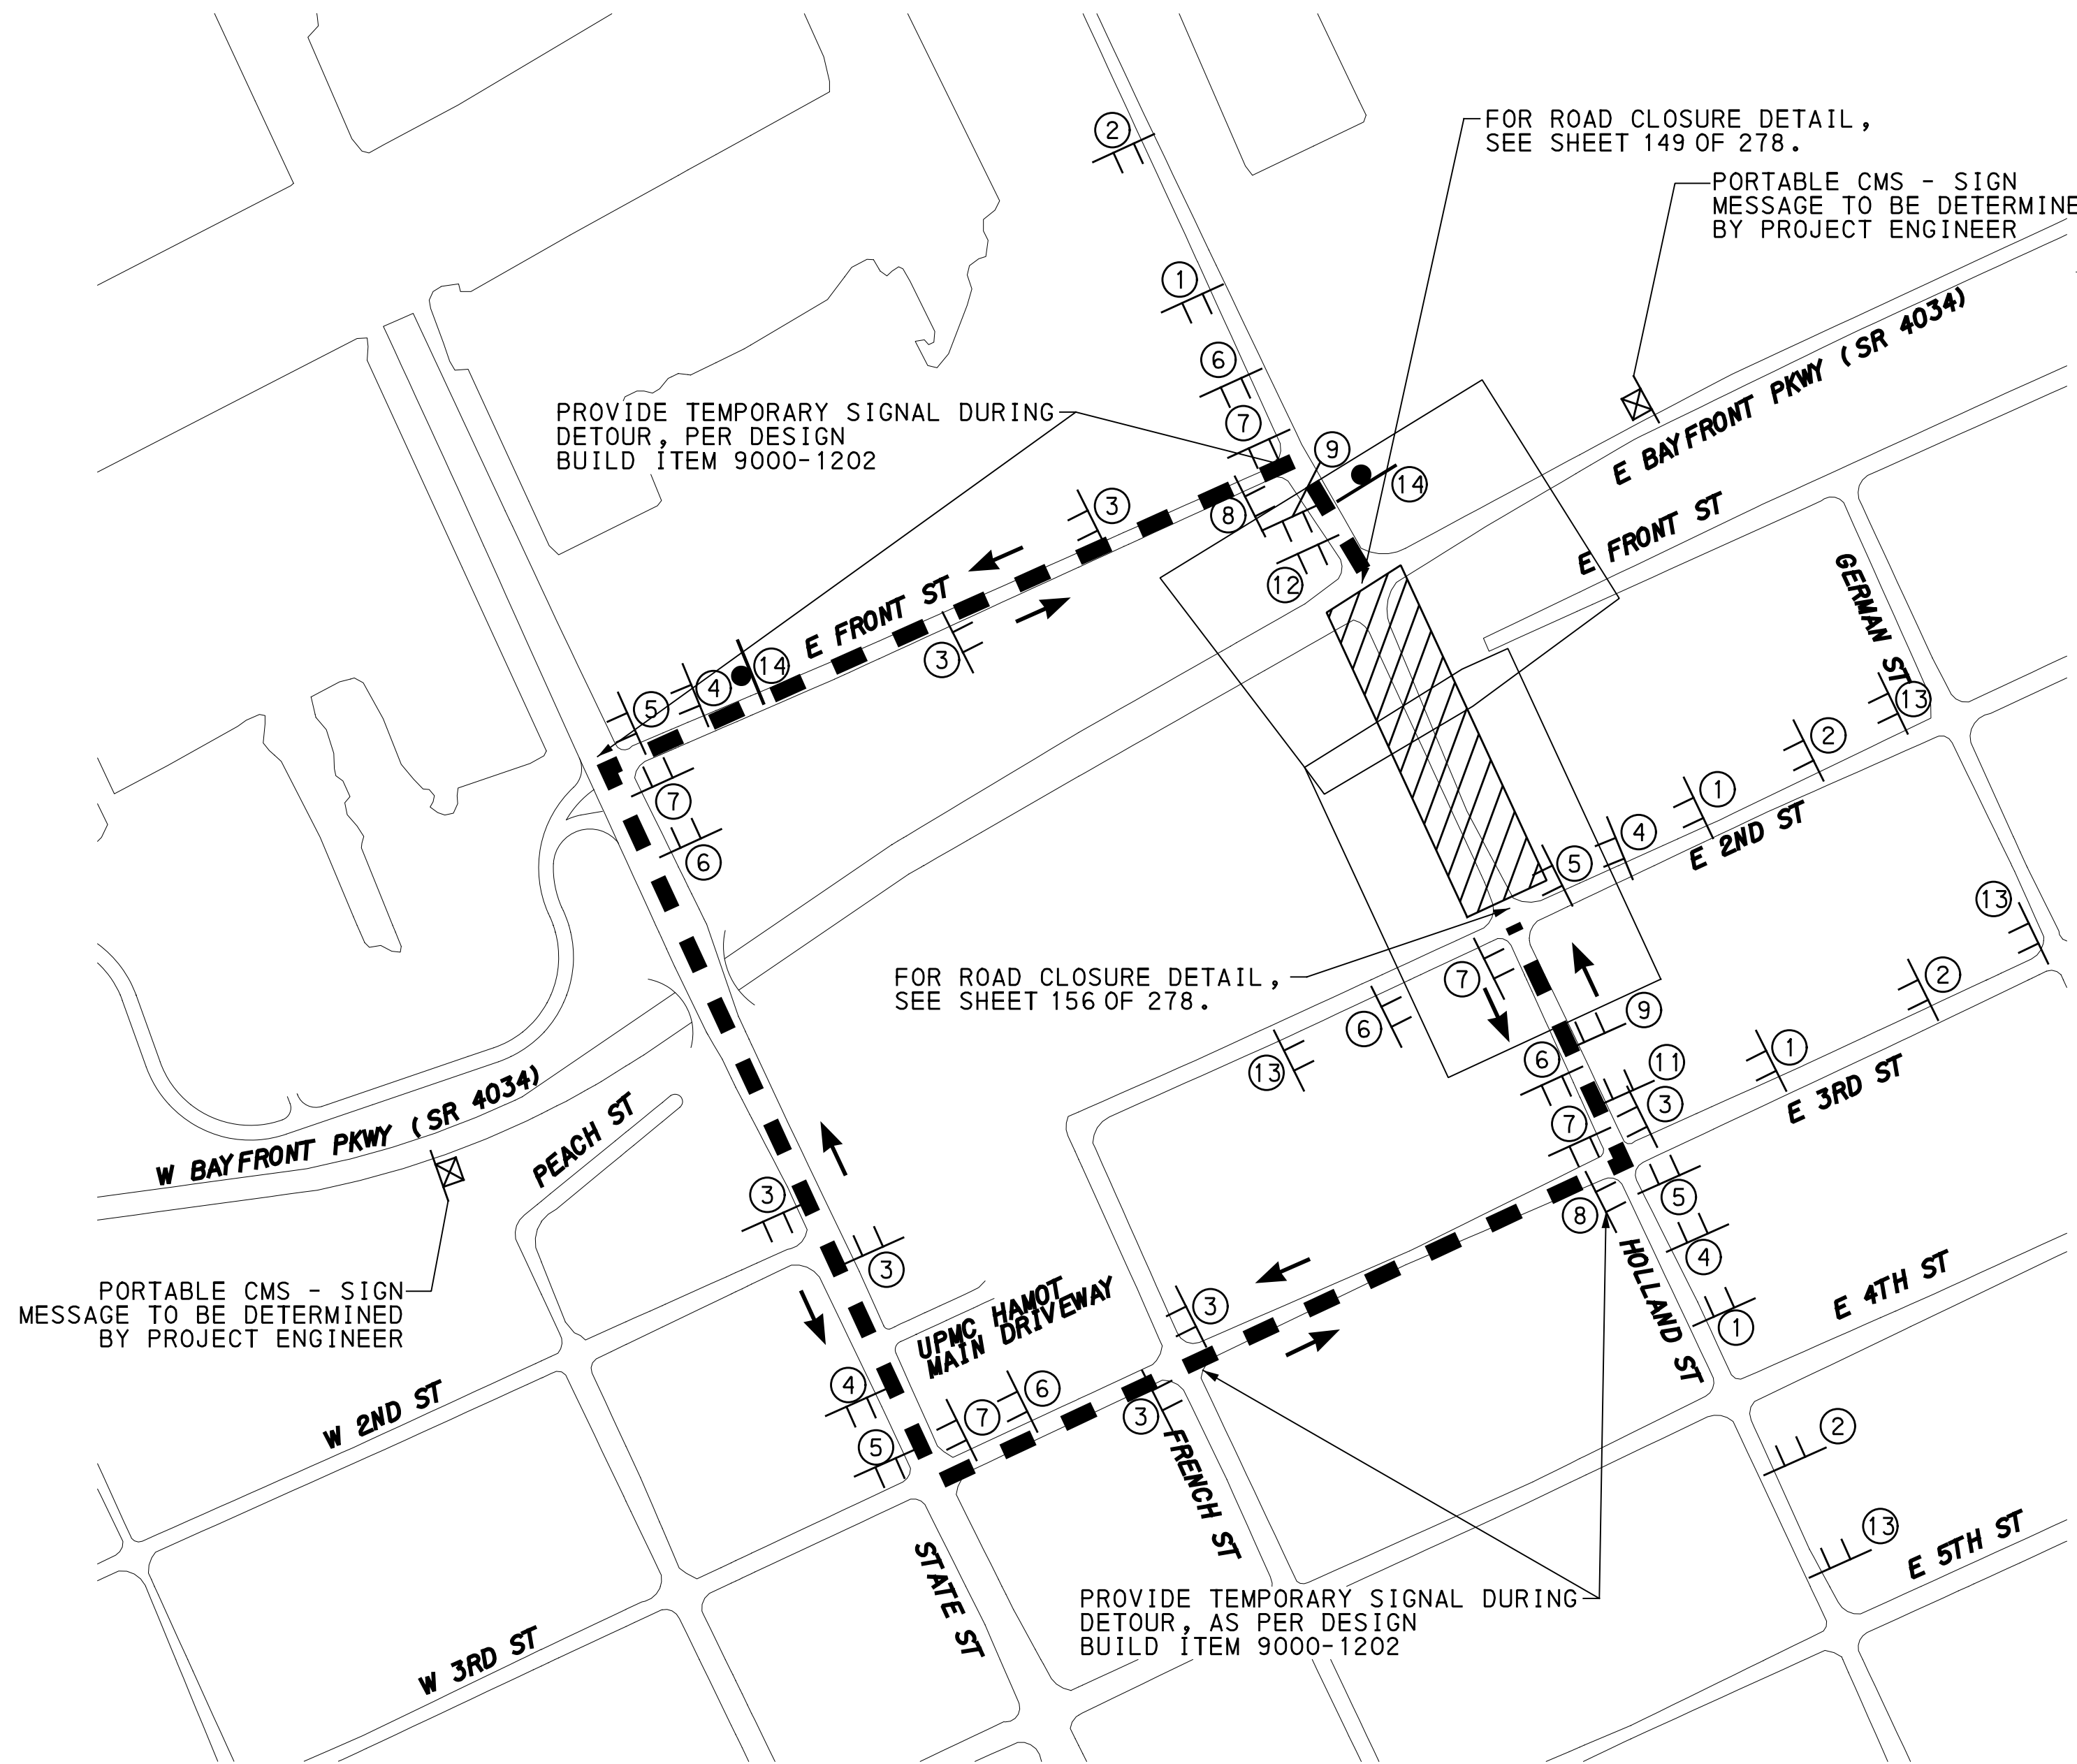 2
FOR ROAD CLOSURE DETAIL,
SEE SHEET 149 OF 278.
PORTABLE CMS - SIGN
MESSAGE TO BE DETERMINE
BY PROJECT ENGINEER
1
E BAYFRONT PKWY (SR 4034)
6
PROVIDE TEMPORARY SIGNAL DURING
DETOUR, PER DESIGN
BUILD ITEM 9000-1202
7
9
14
3
8
E FRONT ST
12
GERMAN ST
E FRONT ST
3
14
4
5
13
2
1
7
6
4
5
E 2ND ST
13
FOR ROAD CLOSURE DETAIL,
SEE SHEET 156 OF 278.
7
2
9
6
13
6
11
1
3
7
E 3RD ST
W BAYFRONT PKWY (SR 4034)
PEACH ST
3
5
8
4
3
HOLLAND ST
E 4TH ST
PORTABLE CMS - SIGN
MESSAGE TO BE DETERMINED
BY PROJECT ENGINEER
UPMC HAMOT
MAIN DRIVEWAY
3
1
4
6
7
3
5
W 2ND ST
FRENCH ST
2
13
E 5TH ST
STATE ST
PROVIDE TEMPORARY SIGNAL DURING
DETOUR, AS PER DESIGN
BUILD ITEM 9000-1202
W 3RD ST